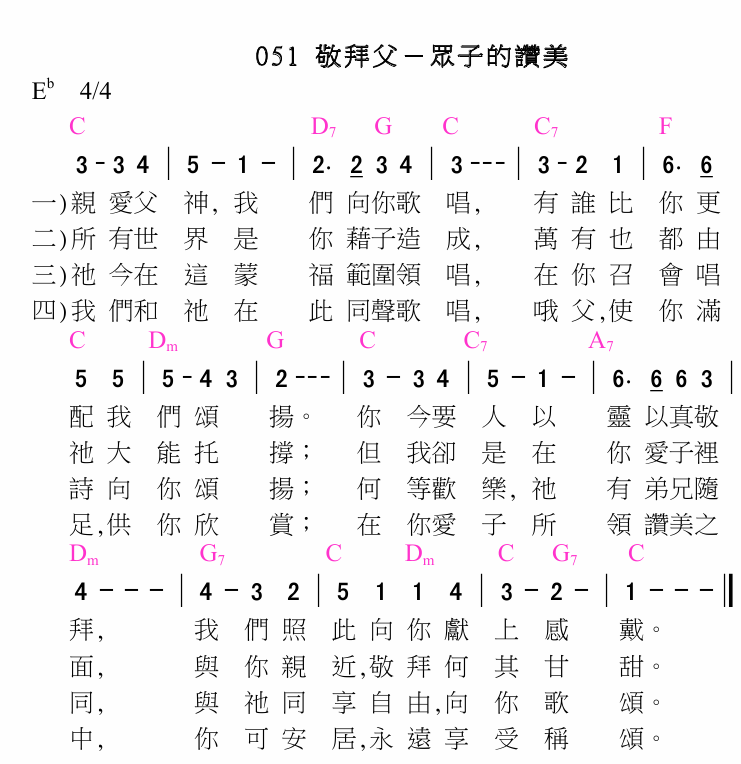 051 敬拜父－眾子的讚美
E♭ 4/4
C D7 G C C7 F
3 - 3 4 | 5 － 1 － | 2· 2 3 4 | 3 - - - | 3 - 2 1 | 6· 6
一)親 愛父 神, 我 們 向你歌 唱, 有 誰 比 你 更
二)所 有世 界 是 你 藉子造 成, 萬 有 也 都 由
三)祂 今在 這 蒙 福 範圍領 唱, 在 你 召 會 唱
四)我 們和 祂 在 此 同聲歌 唱, 哦 父,使 你 滿
C Dm G C C7 A7
5 5 | 5 - 4 3 | 2 - - - | 3 － 3 4 | 5 － 1 － | 6· 6 6 3 |
配 我 們 頌 揚。 你 今要 人 以 靈 以真敬
祂 大 能 托 撐； 但 我卻 是 在 你 愛子裡
詩 向 你 頌 揚； 何 等歡 樂, 祂 有 弟兄隨
足,供 你 欣 賞； 在 你愛 子 所 領 讚美之
Dm G7 C Dm C G7 C
4 － － － | 4 － 3 2 | 5 1 1 4 | 3 － 2 － | 1 － － － ‖
拜, 我 們 照 此 向 你 獻 上 感 戴。
面, 與 你 親 近,敬 拜 何 其 甘 甜。
同, 與 祂 同 享 自 由,向 你 歌 頌。
中, 你 可 安 居,永 遠 享 受 稱 頌。